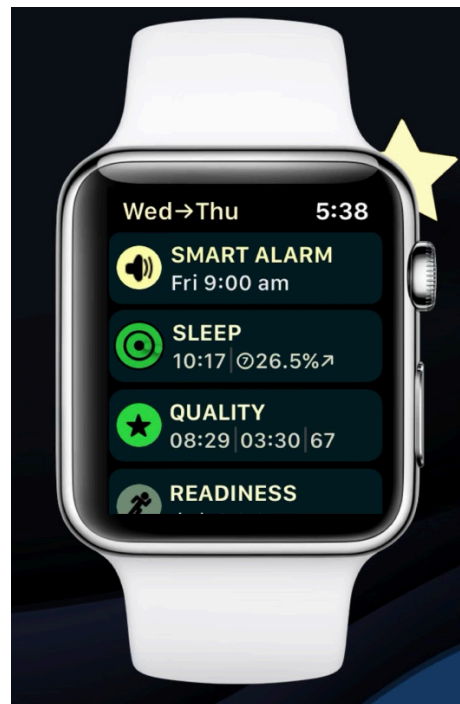 Wed→Thu 5:38
SMART ALARM
Fri 9:00 am
SLEEP
10:17|⑦26.5%↗
QUALITY
08:29|03:30|67
READINESS